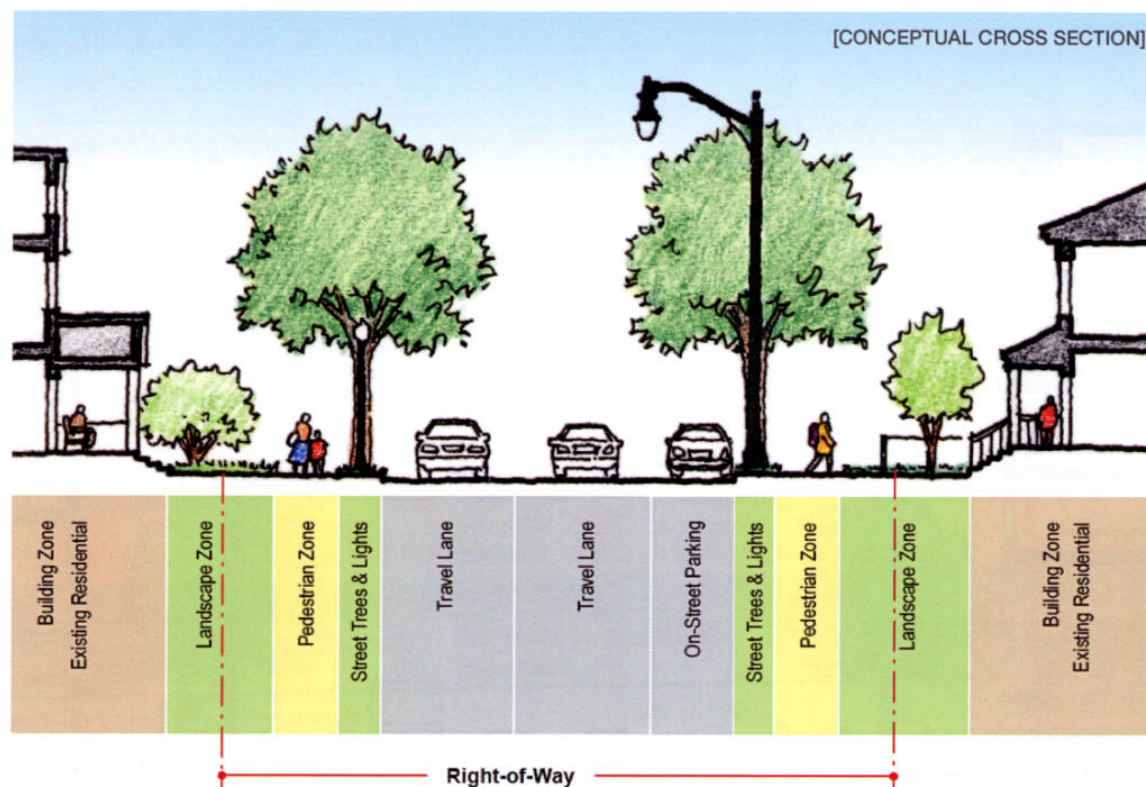 [CONCEPTUAL CROSS SECTION]
Building Zone
Existing Residential
Landscape Zone
Pedestrian Zone
Street Trees & Lights
Travel Lane
Travel Lane
On-Street Parking
Street Trees & Lights
Pedestrian Zone
Landscape Zone
Building Zone
Existing Residential
Right-of-Way